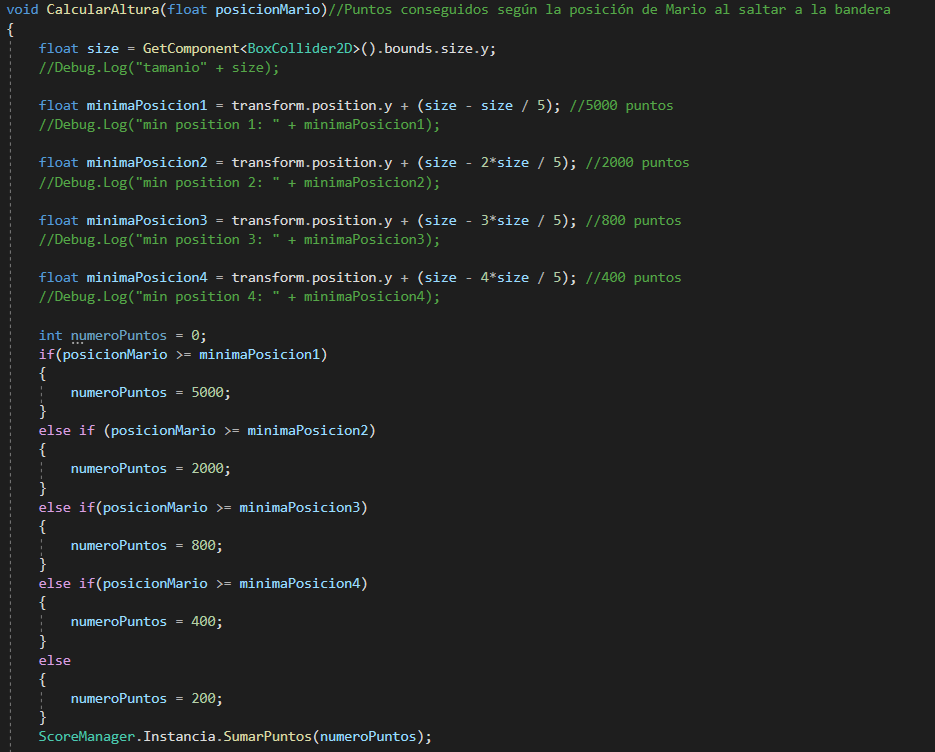 void CalcularAltura(float posicionMario)//Puntos conseguidos según la posición de Mario al saltar a la bandera
{
float size = GetComponent<BoxCollider2D>().bounds.size.y;
//Debug.Log("tamanio" + size);
float minimaPosicion1 = transform.position.y + (size - size / 5); //5000 puntos
//Debug.Log("min position 1: " + minimaPosicion1);
float minimaPosicion2 = transform.position.y + (size - 2*size / 5); //2000 puntos
//Debug.Log("min position 2: " + minimaPosicion2);
float minimaPosicion3 = transform.position.y + (size - 3*size / 5); //800 puntos
//Debug.Log("min position 3: " + minimaPosicion3);
float minimaPosicion4 = transform.position.y + (size - 4*size / 5); //400 puntos
//Debug.Log("min position 4: " + minimaPosicion4);
int numeroPuntos = 0;
if(posicionMario >= minimaPosicion1)
{
numeroPuntos = 5000;
}
else if (posicionMario >= minimaPosicion2)
{
numeroPuntos = 2000;
}
else if(posicionMario >= minimaPosicion3)
{
numeroPuntos = 800;
}
else if(posicionMario >= minimaPosicion4)
{
numeroPuntos = 400;
}
else
{
numeroPuntos = 200;
}
ScoreManager.Instancia.SumarPuntos(numeroPuntos);